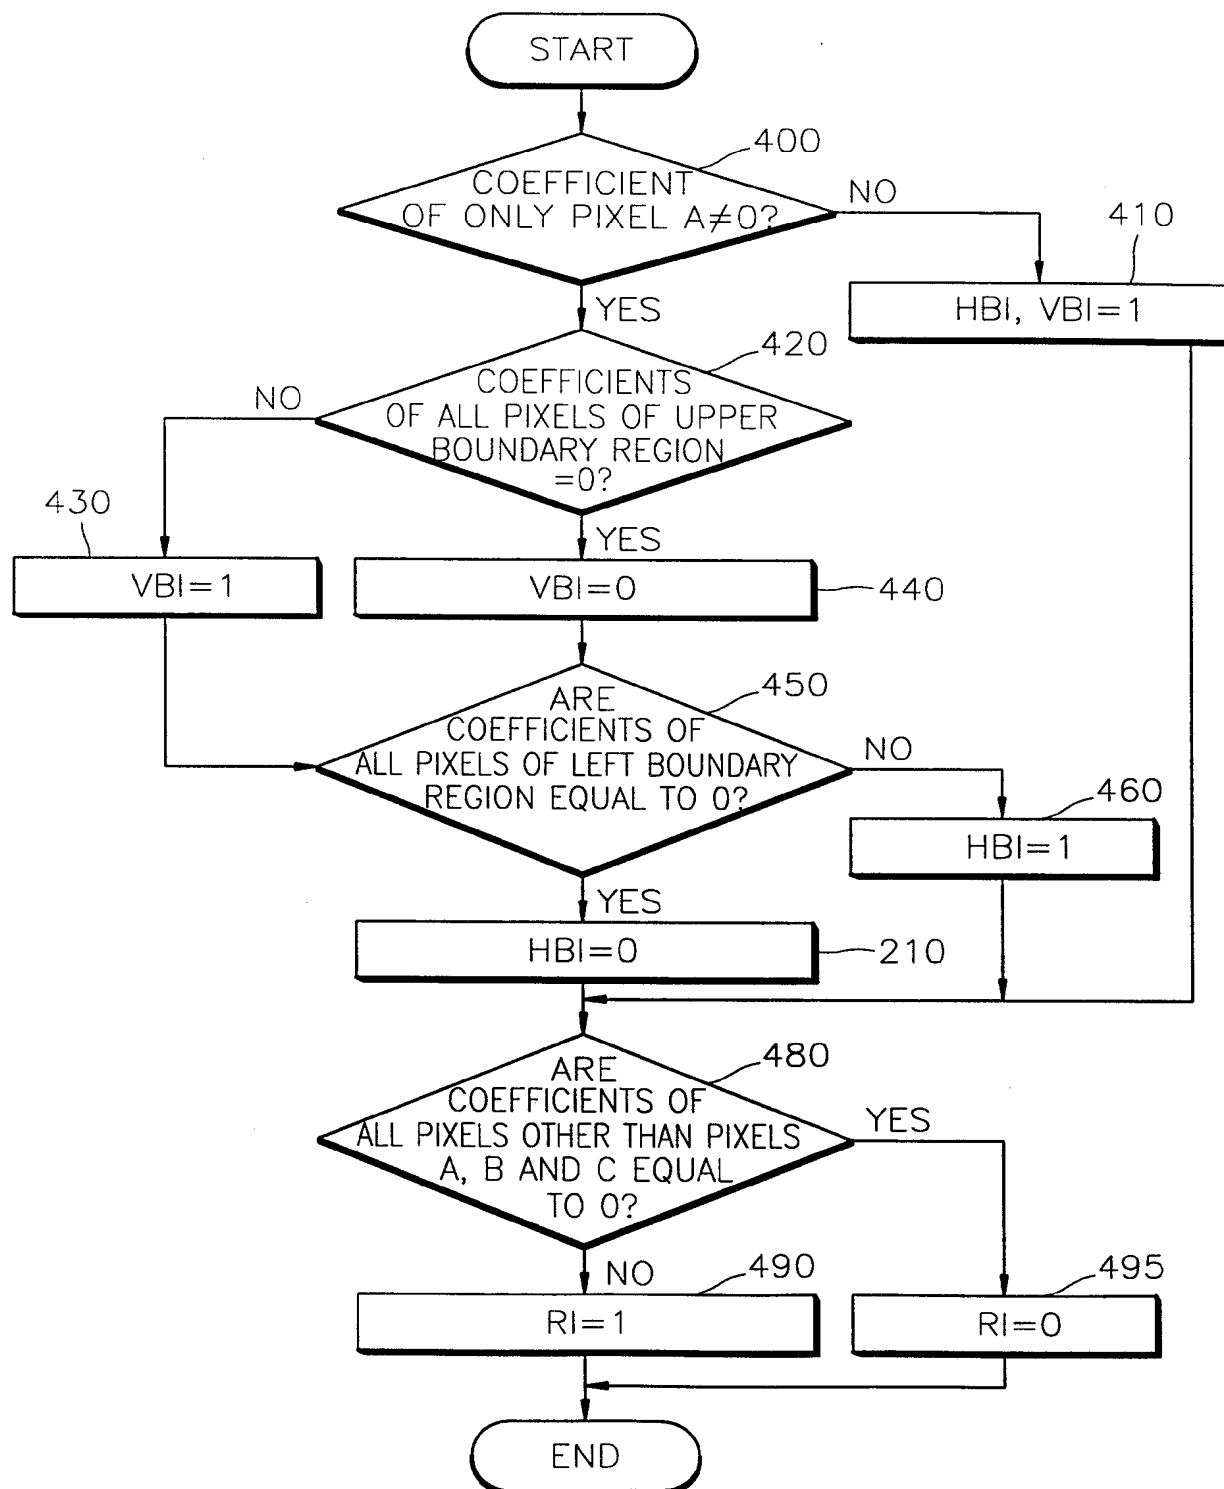 START
400
COEFFICIENT
OF ONLY PIXEL A≠0?
NO
410
HBI, VBI=1
YES
420
COEFFICIENTS
OF ALL PIXELS OF UPPER
BOUNDARY REGION
=0?
NO
430
VBI=1
YES
VBI=0
440
450
ARE
COEFFICIENTS OF
ALL PIXELS OF LEFT BOUNDARY
REGION EQUAL TO 0?
NO
460
HBI=1
YES
HBI=0
210
480
ARE
COEFFICIENTS OF
ALL PIXELS OTHER THAN PIXELS
A, B AND C EQUAL
TO 0?
YES
NO
490
RI=1
495
RI=0
END